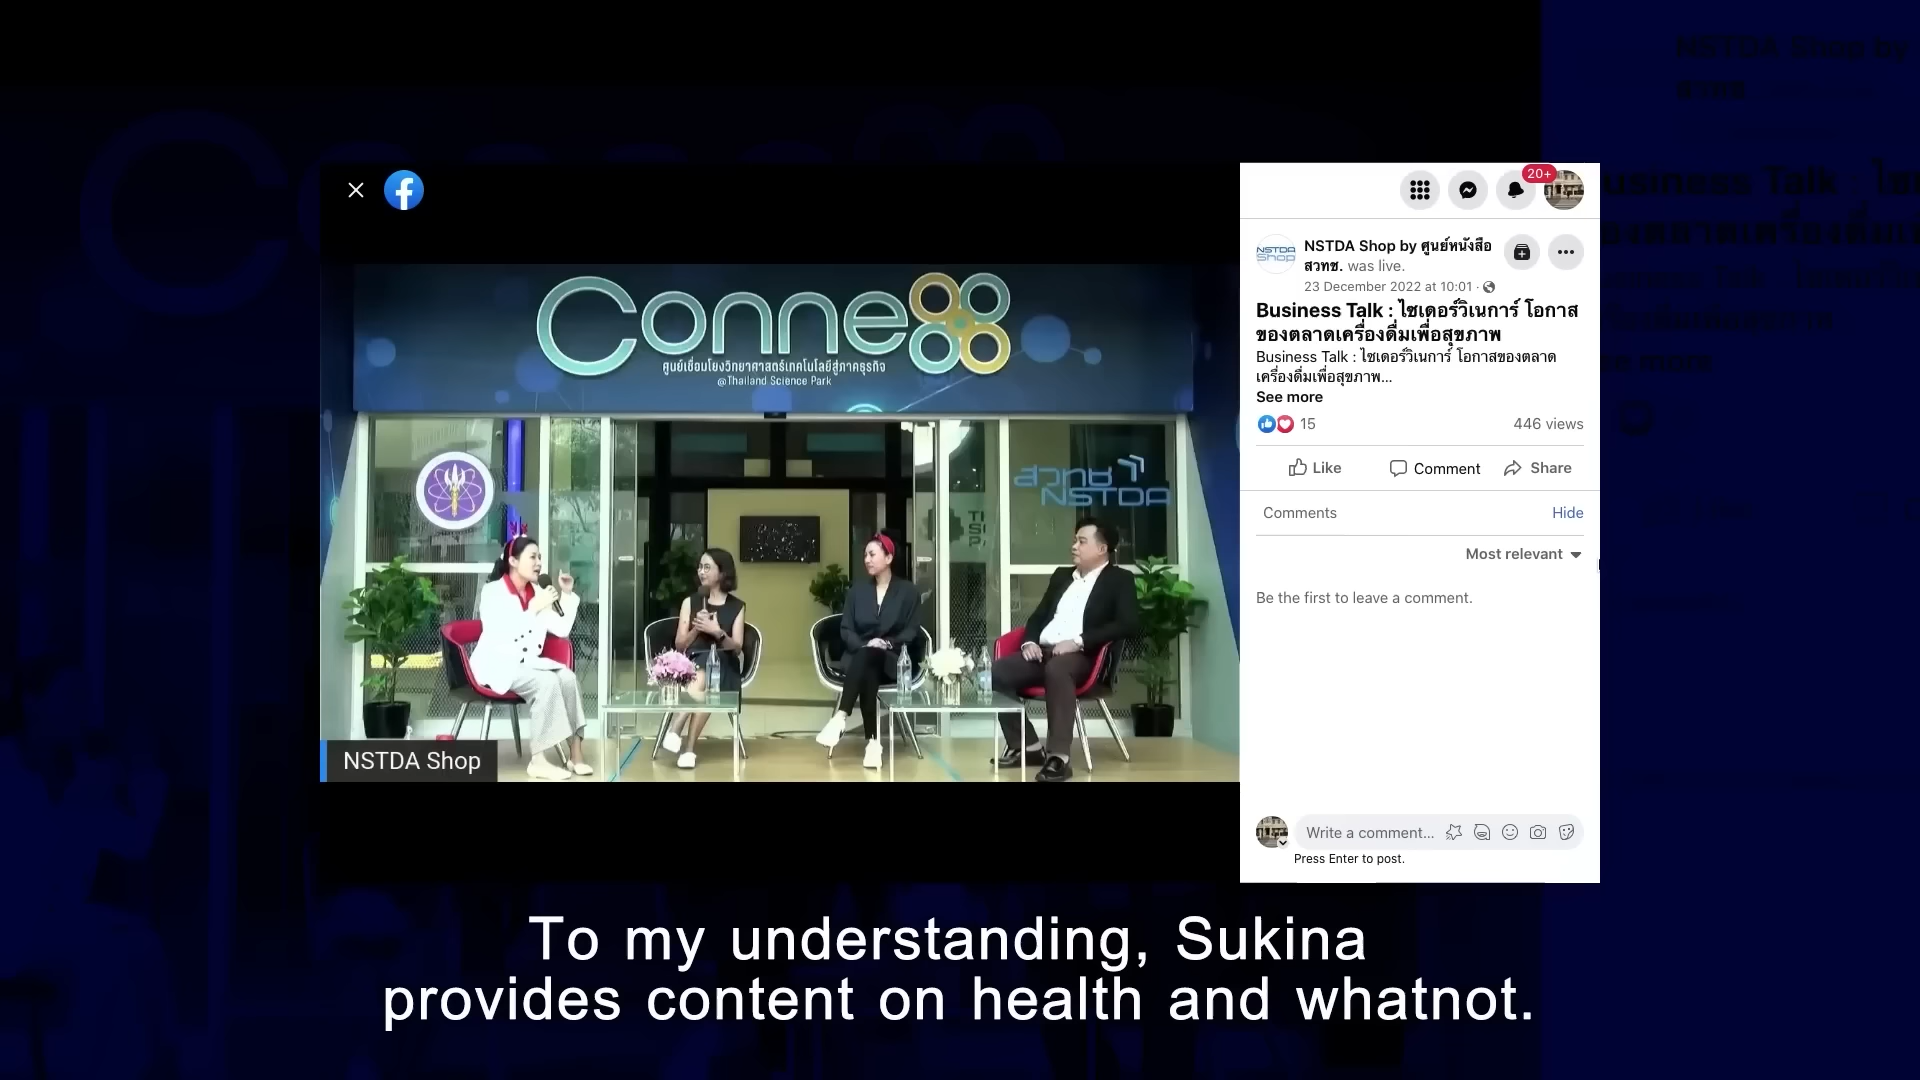 20+
NSTDA
Shop
NSTDA Shop by ศูนย์หนังสือ
สวทช. was live.
23 December 2022 at 10:01 ·
Business Talk : ไซเดอร์วิเนการ์ โอกาส
ของตลาดเครื่องดื่มเพื่อสุขภาพ
Business Talk : ไซเดอร์วิเนการ์ โอกาสของตลาด
เครื่องดื่มเพื่อสุขภาพ...
See more
15
446 views
Like
Comment
Share
Comments
Hide
Most relevant
Be the first to leave a comment.
Write a comment...
Press Enter to post.
Conne
ศูนย์เชื่อมโยงวิทยาศาสตร์เทคโนโลยีสู่ภาคธุรกิจ
@Thailand Science Park
สวทช
NSTDA
NSTDA Shop
To my understanding, Sukina
provides content on health and whatnot.